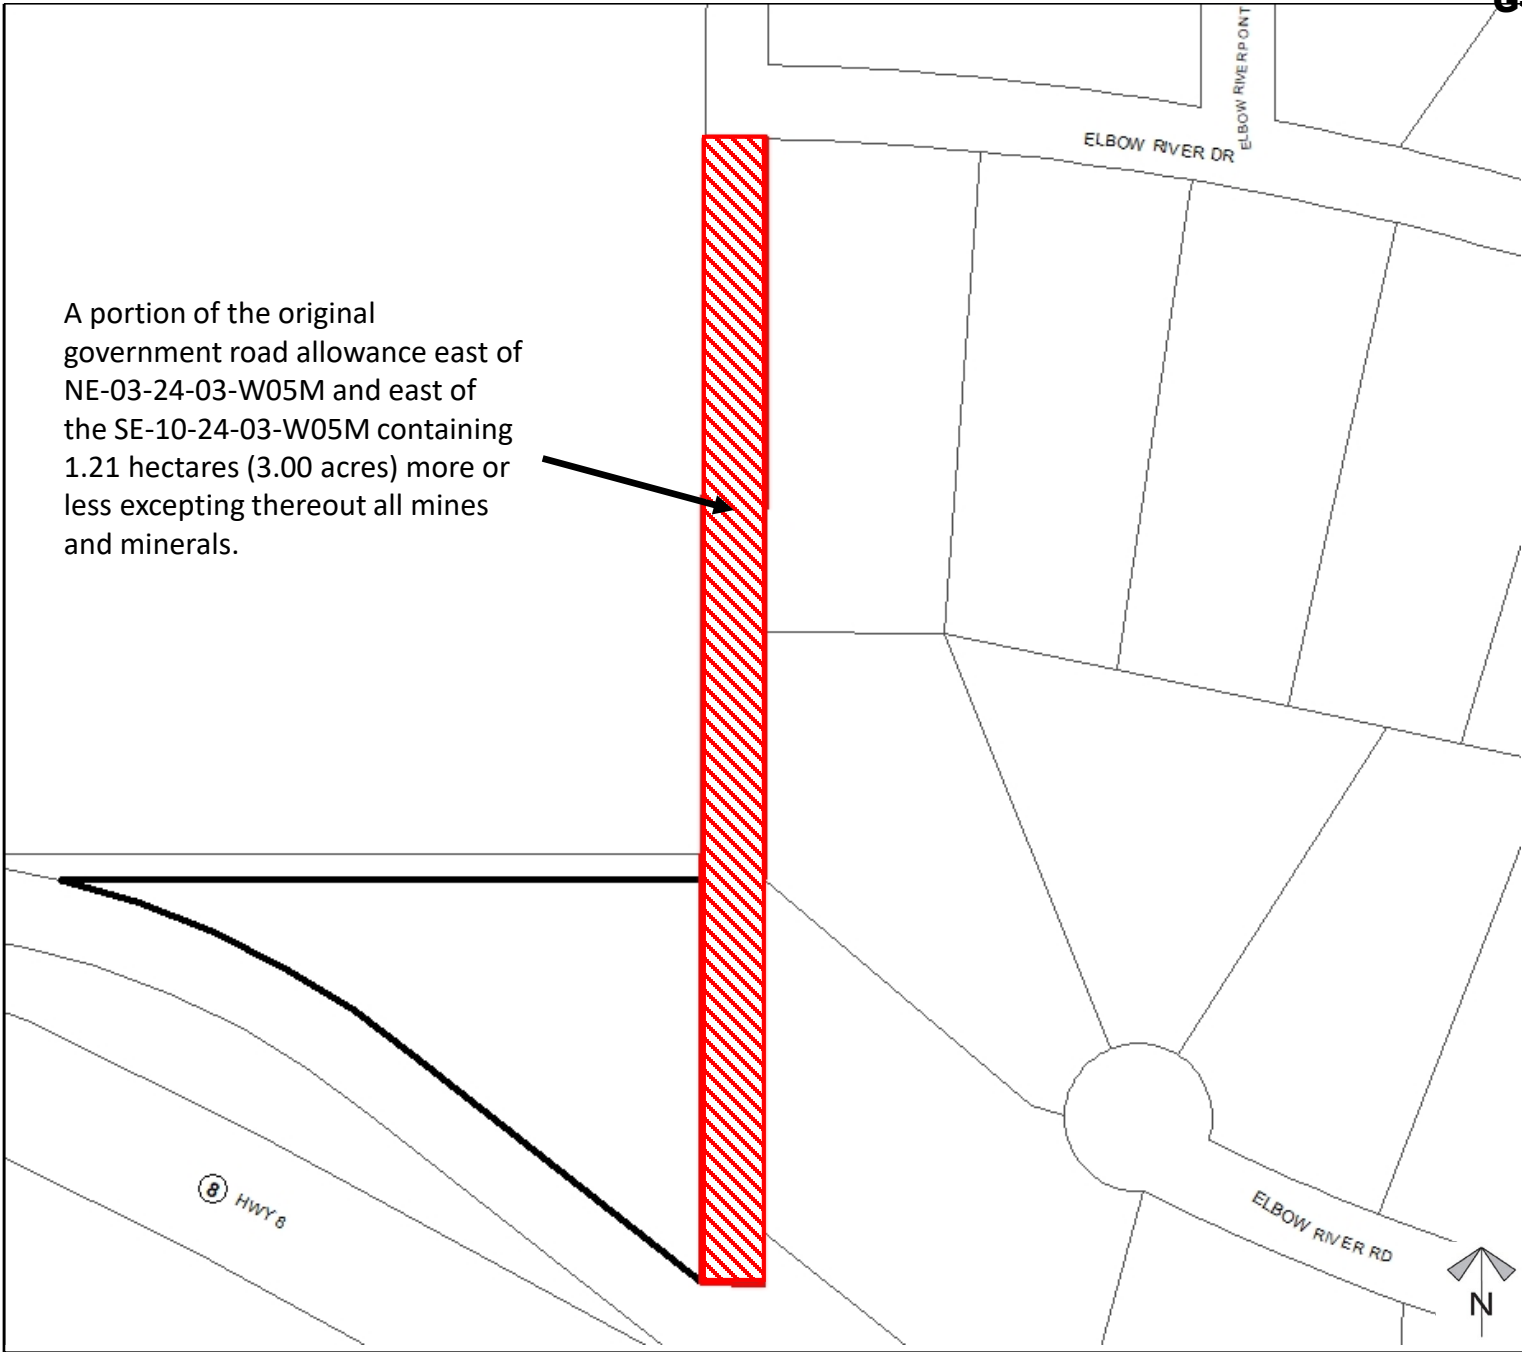 ELBOW RIVER PONT
ELBOW RIVER DR
A portion of the original
government road allowance east of
NE-03-24-03-W05M and east of
the SE-10-24-03-W05M containing
1.21 hectares (3.00 acres) more or
less excepting thereout all mines
and minerals.
8 HWY 8
ELBOW RIVER RD
N